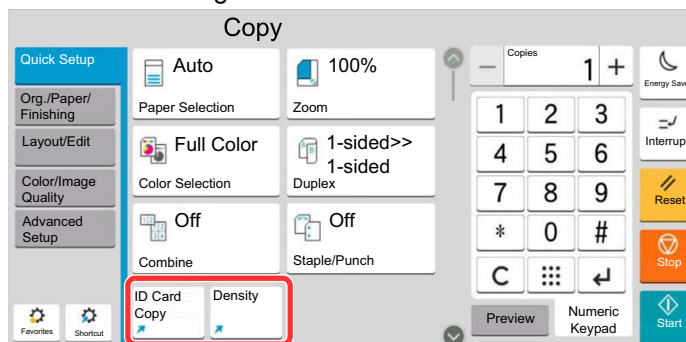 Copy
Quick Setup
Org./Paper/
Finishing
Layout/Edit
Color/Image
Quality
Advanced
Setup
Favorites
Shortcut
Auto
Paper Selection
100%
Zoom
Full Color
Color Selection
1-sided>>
1-sided
Duplex
Off
Combine
Off
Staple/Punch
ID Card
Copy
Density
Copies
− 1 +
1 2 3
4 5 6
7 8 9
* 0 #
C
Preview
Numeric
Keypad
Energy Save
Interrup
Reset
Stop
Start